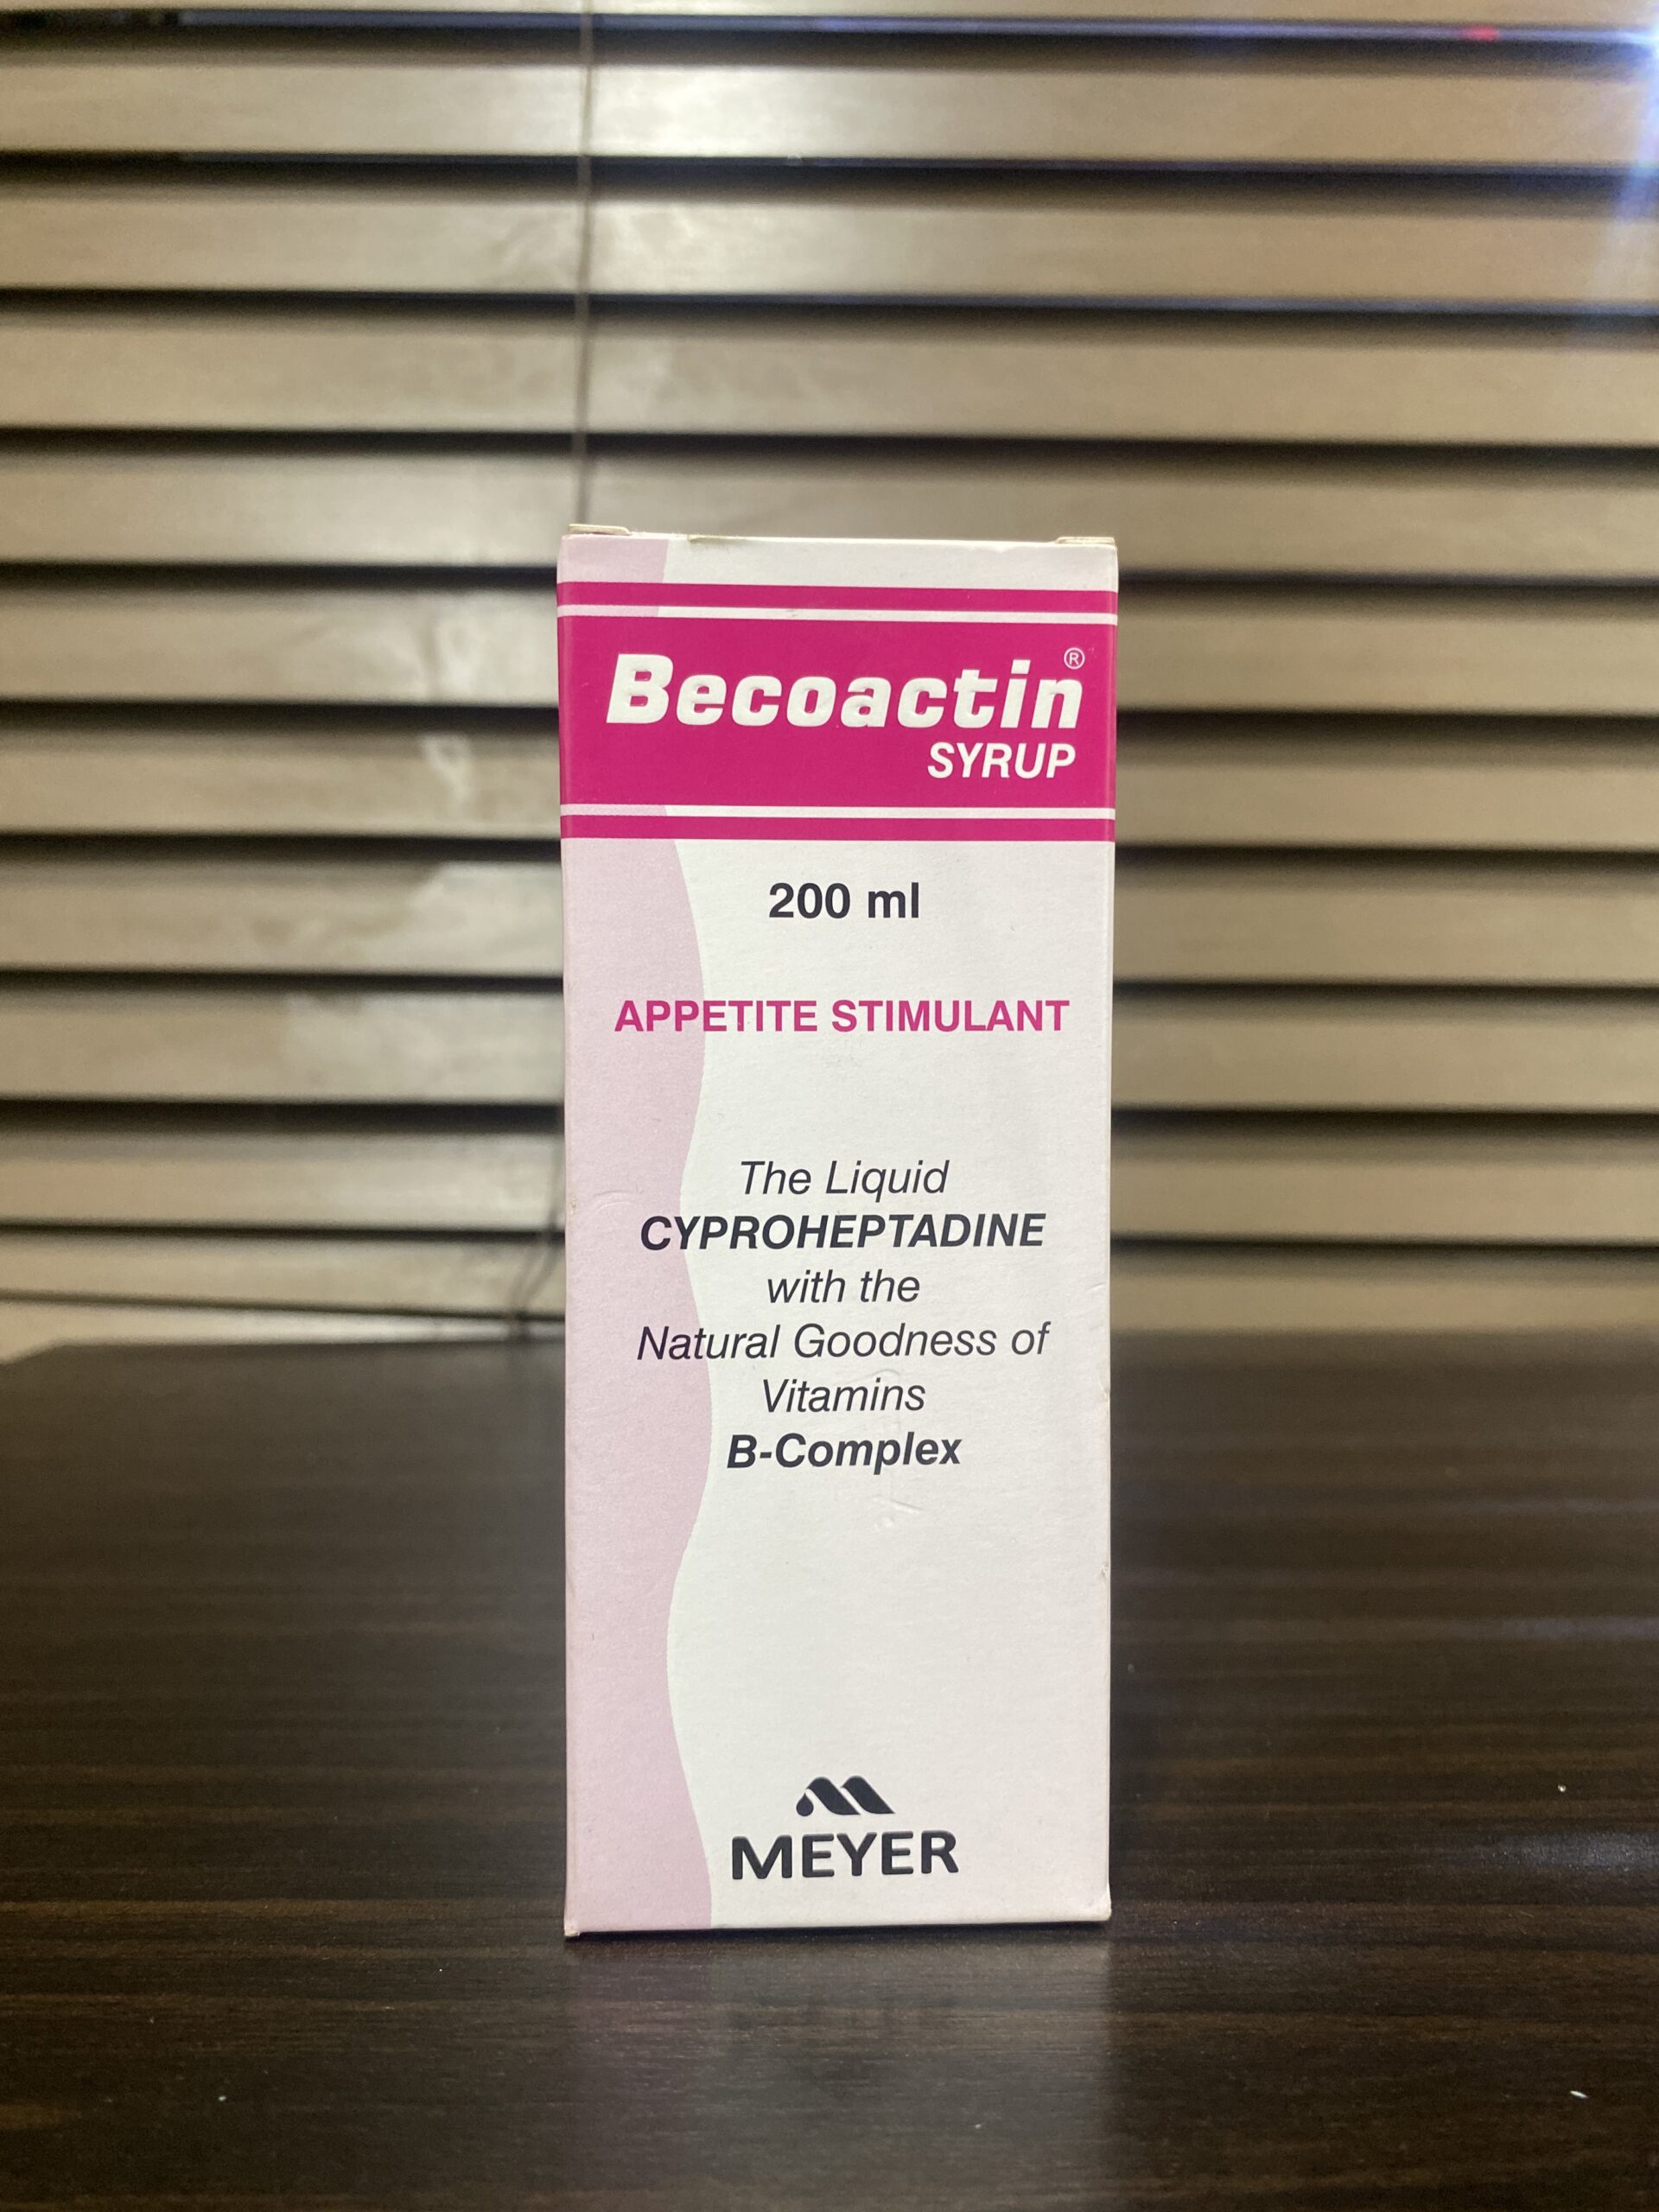 Becoactin®
SYRUP
200 ml
APPETITE STIMULANT
The Liquid
CYPROHEPTADINE
with the
Natural Goodness of
Vitamins
B-Complex
MEYER